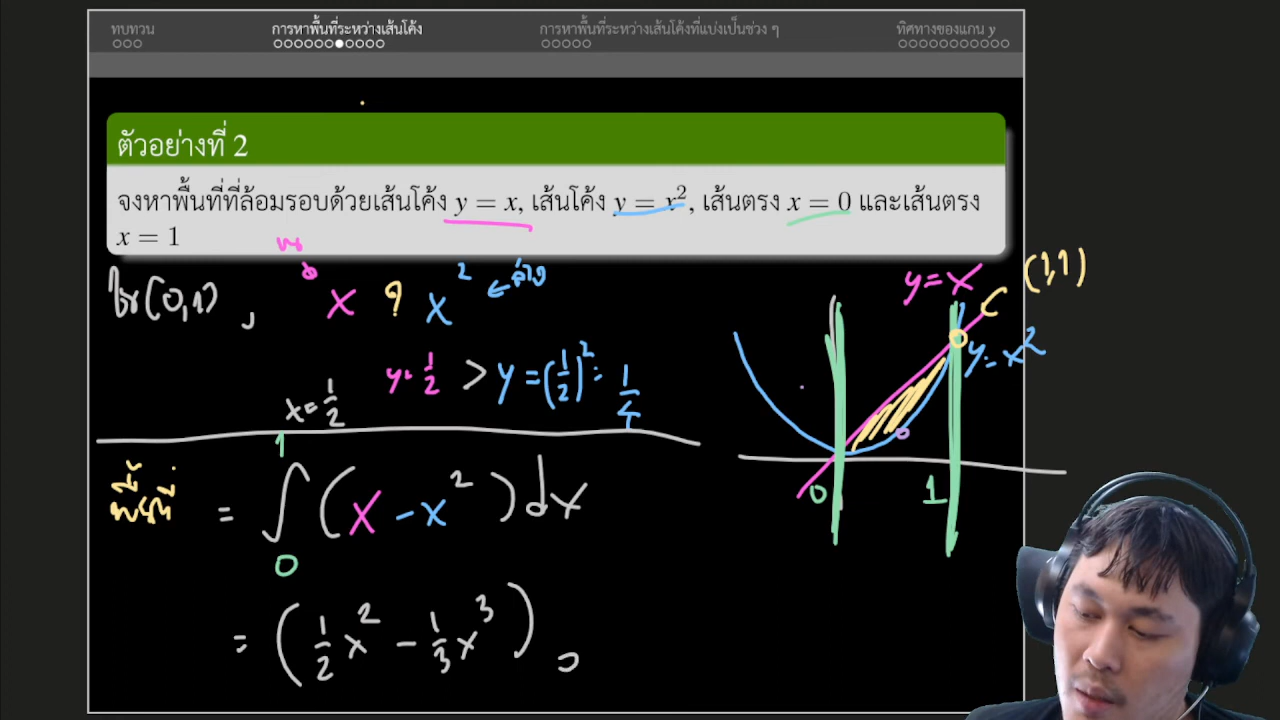 ทบทวน การหาพื้นที่ระหว่างเส้นโค้ง การหาพื้นที่ระหว่างเส้นโค้งที่แบ่งเป็นช่วง ๆ ทิศทางของแกน y
ตัวอย่างที่ 2
จงหาพื้นที่ที่ล้อมรอบด้วยเส้นโค้ง y = x, เส้นโค้ง y = x², เส้นตรง x = 0 และเส้นตรง
x = 1
บน
ใช้ (0,1) , x ? x² ← ล่าง
y = 1/2 > y = (1/2)² = 1/4
x = 1/2
พื้นที่ = ∫₀¹ (x - x²) dx
= (1/2 x² - 1/3 x³) 0
y = x (1,1)
y = x²
0 1